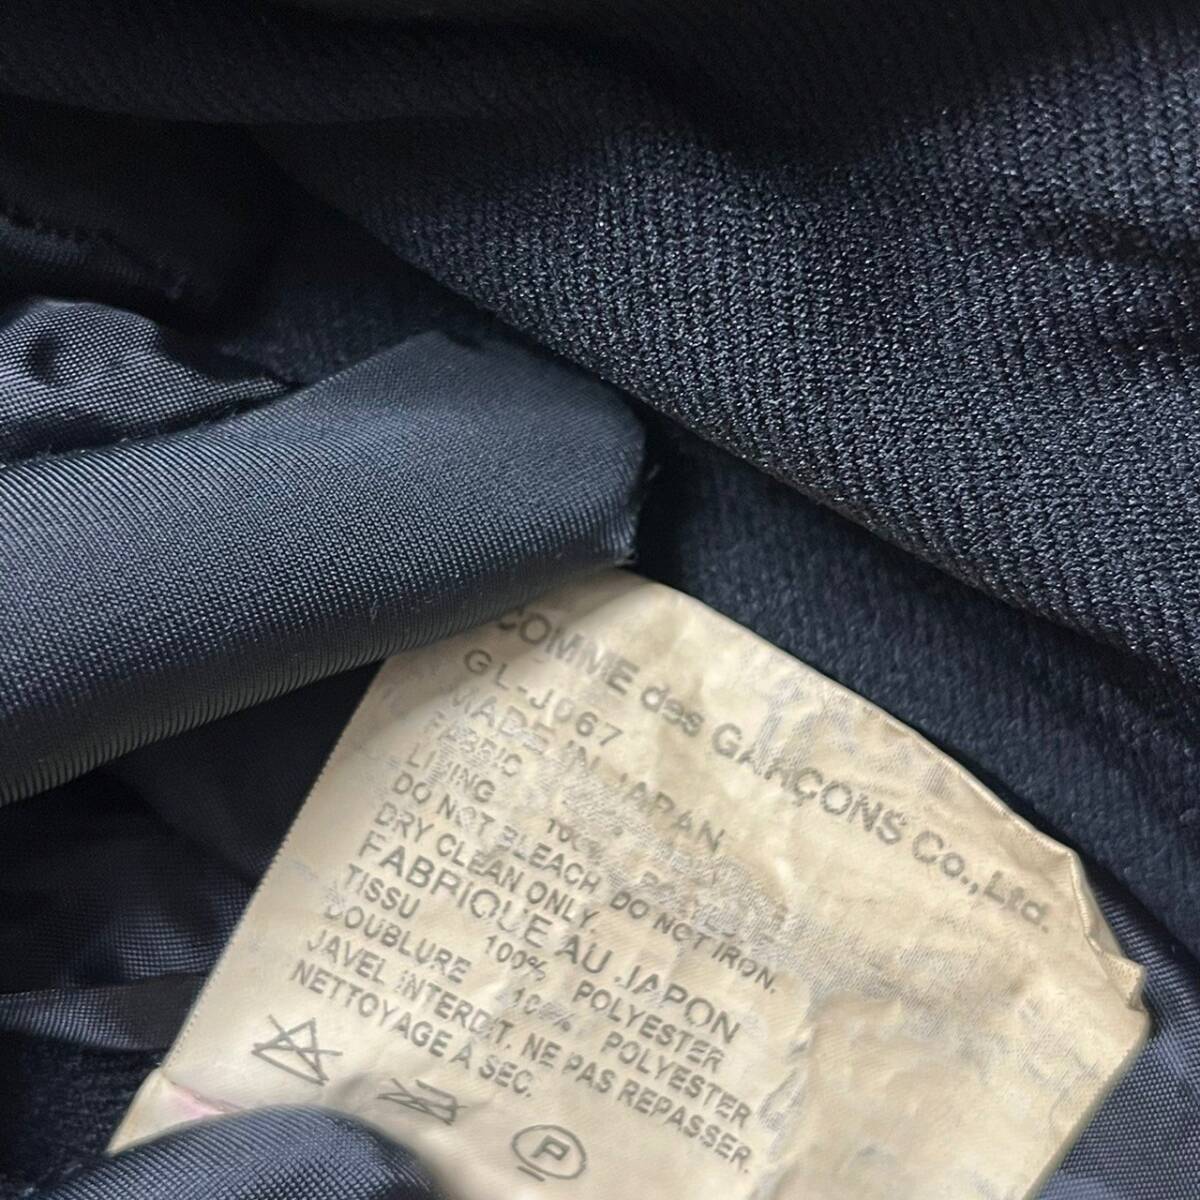 COMME des GARÇONS Co.,Ltd.
GL-J067
MADE IN JAPAN
FABRIC
LINING
DO NOT BLEACH DO NOT IRON.
DRY CLEAN ONLY.
FABRIQUE AU JAPON
TISSU 100% POLYESTER
DOUBLURE 100% POLYESTER
JAVEL INTERDIT. NE PAS REPASSER.
NETTOYAGE A SEC.
P